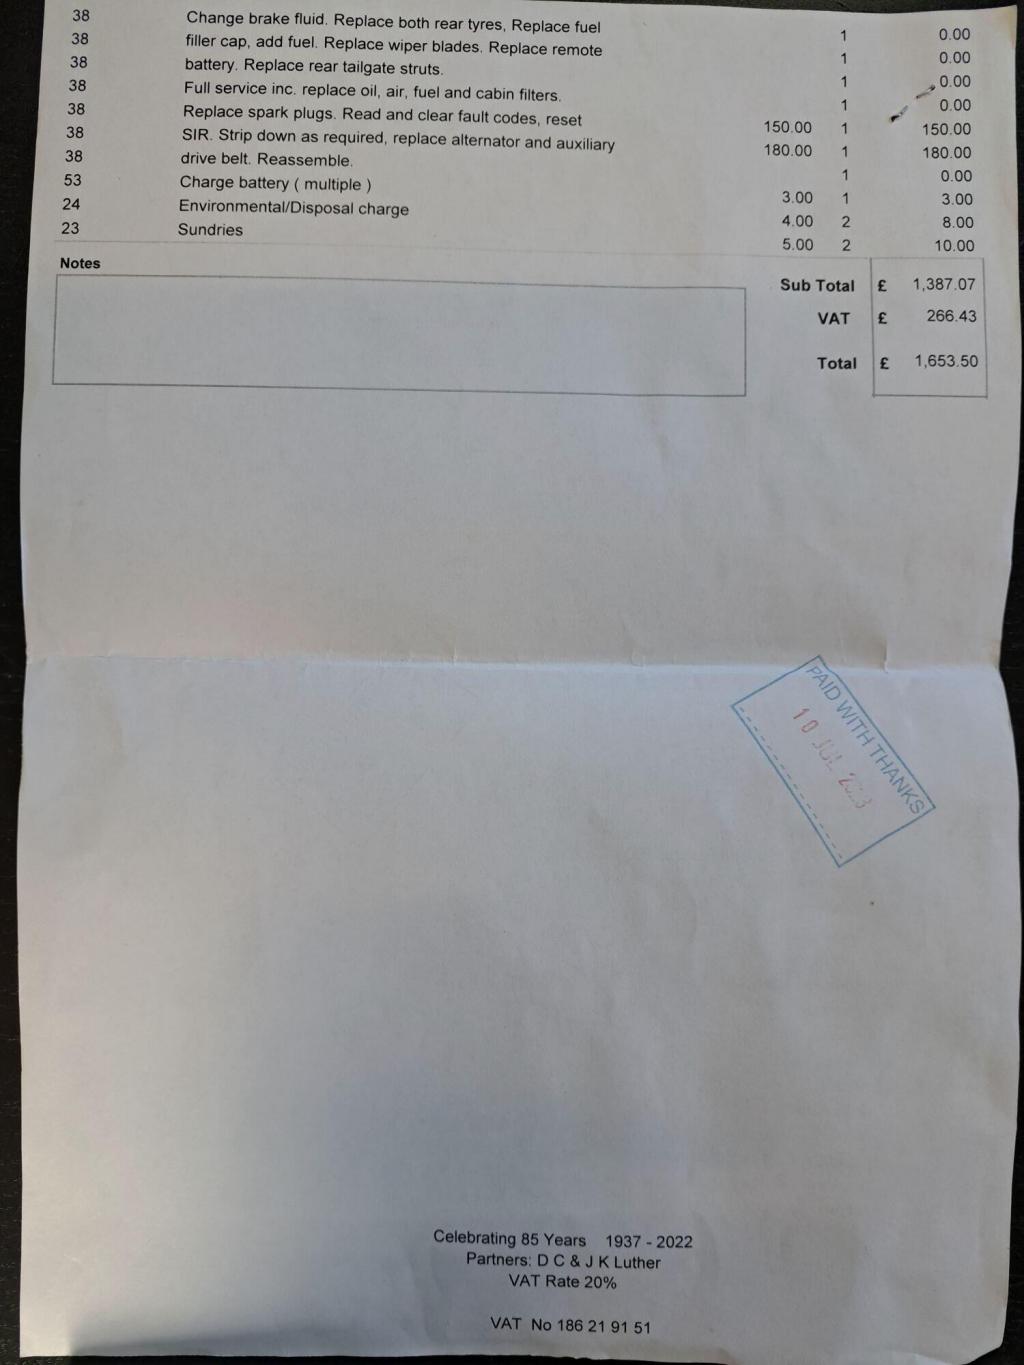 38 Change brake fluid. Replace both rear tyres, Replace fuel 1 0.00
38 filler cap, add fuel. Replace wiper blades. Replace remote 1 0.00
38 battery. Replace rear tailgate struts. 1 0.00
38 Full service inc. replace oil, air, fuel and cabin filters. 1 0.00
38 Replace spark plugs. Read and clear fault codes, reset 150.00 1 150.00
38 SIR. Strip down as required, replace alternator and auxiliary 180.00 1 180.00
38 drive belt. Reassemble. 1 0.00
53 Charge battery ( multiple ) 3.00 1 3.00
24 Environmental/Disposal charge 4.00 2 8.00
23 Sundries 5.00 2 10.00
Notes
Sub Total £ 1,387.07
VAT £ 266.43
Total £ 1,653.50
PAID WITH THANKS
10 JUL
Celebrating 85 Years 1937 - 2022
Partners: D C & J K Luther
VAT Rate 20%
VAT No 186 21 91 51